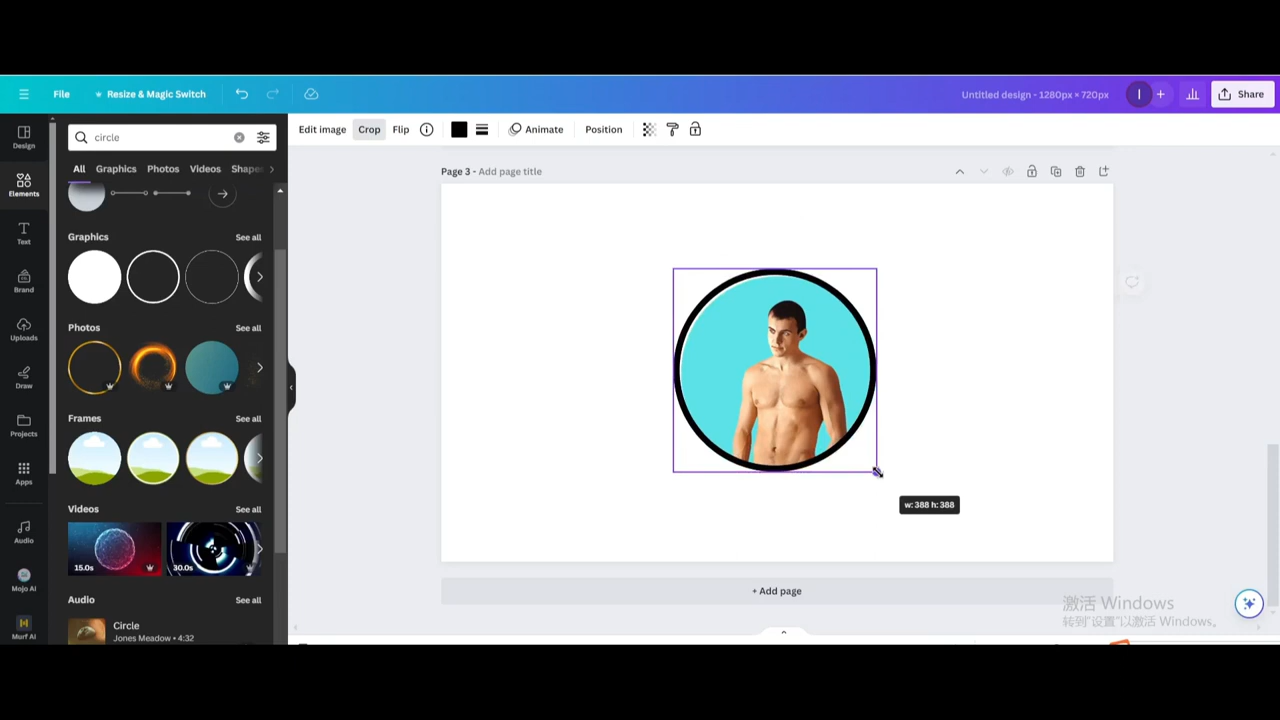 File
Resize & Magic Switch
Untitled design - 1280px × 720px
I
+
Share
Design
Elements
Text
Brand
Uploads
Draw
Projects
Apps
Audio
Mojo AI
Murf AI
circle
All Graphics Photos Videos Shape
Graphics See all
Photos See all
Frames See all
Videos See all
15.0s
30.0s
Audio See all
Circle
Jones Meadow • 4:32
Edit image Crop Flip Animate Position
Page 3 - Add page title
w: 388 h: 388
+ Add page
激活 Windows
转到"设置"以激活 Windows。